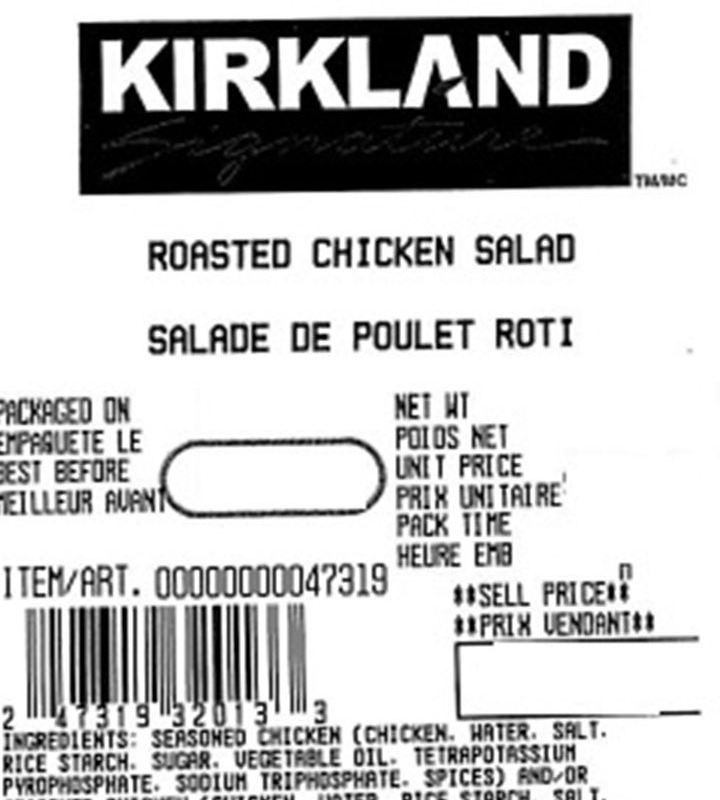 KIRKLAND
Signature
TM/MC
ROASTED CHICKEN SALAD
SALADE DE POULET ROTI
PACKAGED ON
EMPAQUETE LE
BEST BEFORE
MEILLEUR AVANT
NET WT
POIDS NET
UNIT PRICE
PRIX UNITAIRE
PACK TIME
HEURE EMB
ITEM/ART. 00000000047319
**SELL PRICE**
**PRIX VENDANT**
2 47319 32013 3
INGREDIENTS: SEASONED CHICKEN (CHICKEN. WATER. SALT.
RICE STARCH. SUGAR. VEGETABLE OIL. TETRAPOTASSIUM
PYROPHOSPHATE. SODIUM TRIPHOSPHATE. SPICES) AND/OR